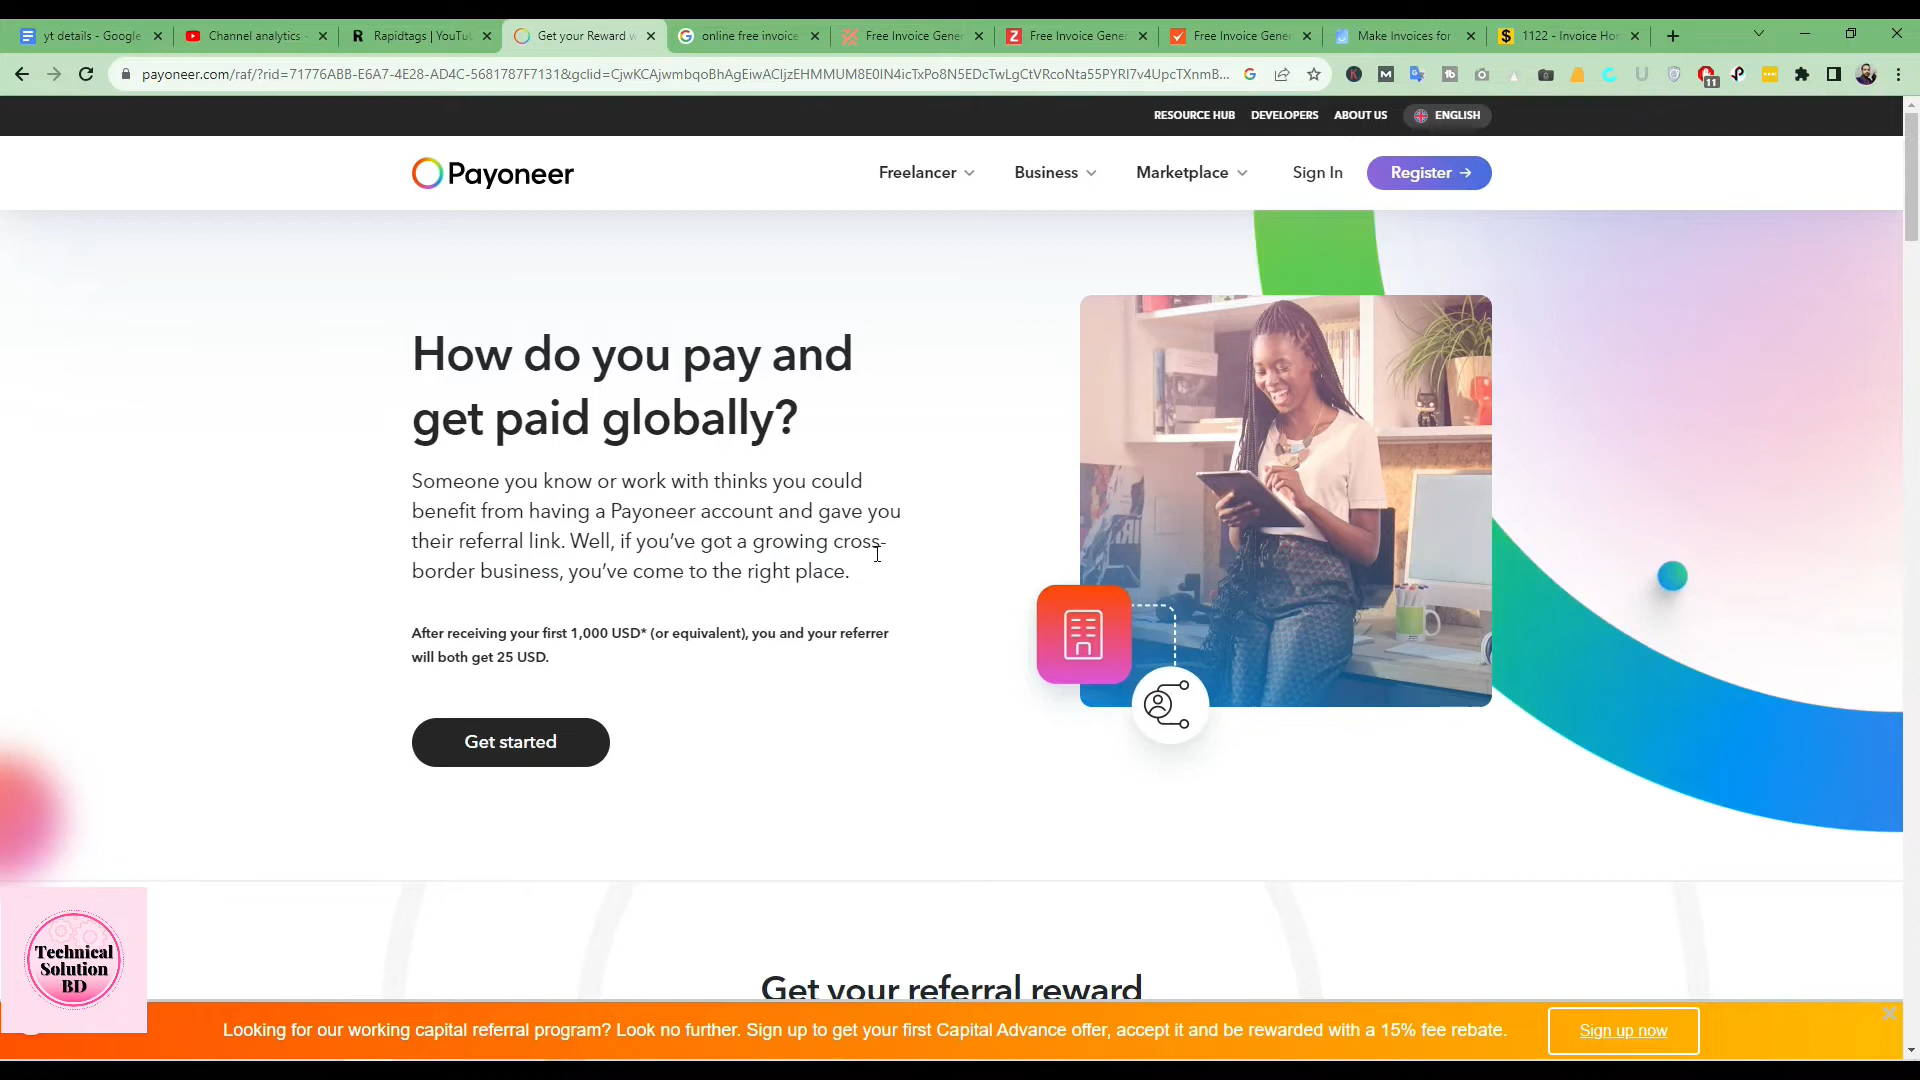 yt details - Google
Channel analytics -
Rapidtags | YouTu
Get your Reward w
online free invoice
Free Invoice Gener
Free Invoice Gener
Free Invoice Gener
Make Invoices for
1122 - Invoice Hor
payoneer.com/raf/?rid=71776ABB-E6A7-4E28-AD4C-5681787F7131&gclid=CjwKCAjwmbqoBhAgEiwACIjzEHMMUM8E0IN4icTxPo8N5EDcTwLgCtVRcoNta55PYRI7v4UpcTXnmB...
11
RESOURCE HUB DEVELOPERS ABOUT US ENGLISH
Payoneer
Freelancer Business Marketplace Sign In Register
How do you pay and
get paid globally?
Someone you know or work with thinks you could
benefit from having a Payoneer account and gave you
their referral link. Well, if you’ve got a growing cross-
border business, you’ve come to the right place.
After receiving your first 1,000 USD* (or equivalent), you and your referrer
will both get 25 USD.
Get started
Get your referral reward
Technical
Solution
BD
Looking for our working capital referral program? Look no further. Sign up to get your first Capital Advance offer, accept it and be rewarded with a 15% fee rebate.
Sign up now